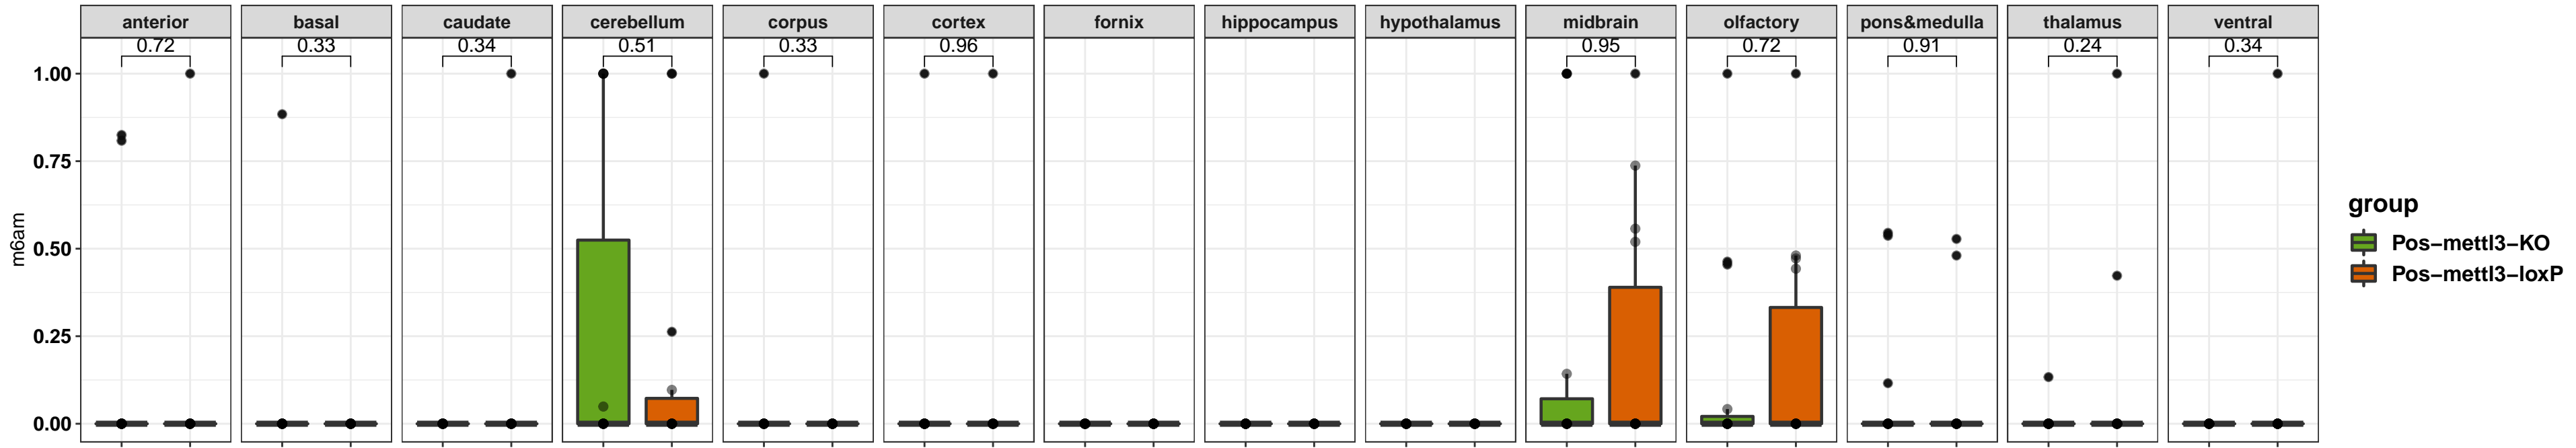 anterior basal caudate cerebellum corpus cortex fornix hippocampus hypothalamus midbrain olfactory pons&medulla thalamus ventral
0.72 0.33 0.34 0.51 0.33 0.96 0.95 0.72 0.91 0.24 0.34
1.00
0.75
0.50
0.25
0.00
m6am
group
Pos−mettl3−KO
Pos−mettl3−loxP